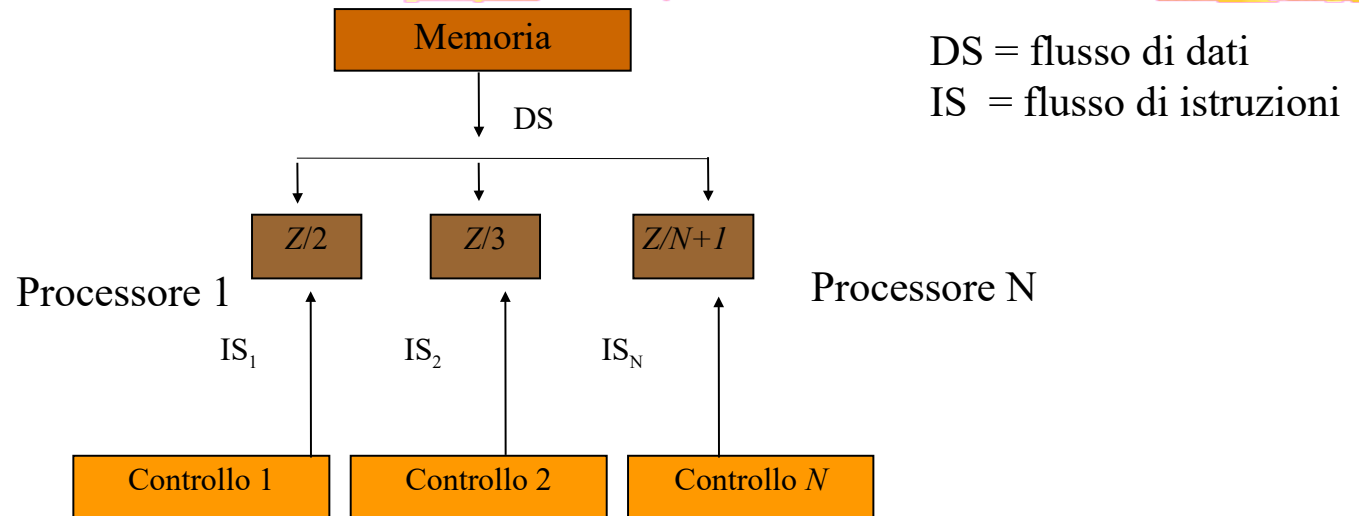 Memoria
DS = flusso di dati
IS = flusso di istruzioni
DS
Z/2
Z/3
Z/N+1
Processore 1
Processore N
IS₁
IS₂
IS_N
Controllo 1
Controllo 2
Controllo N